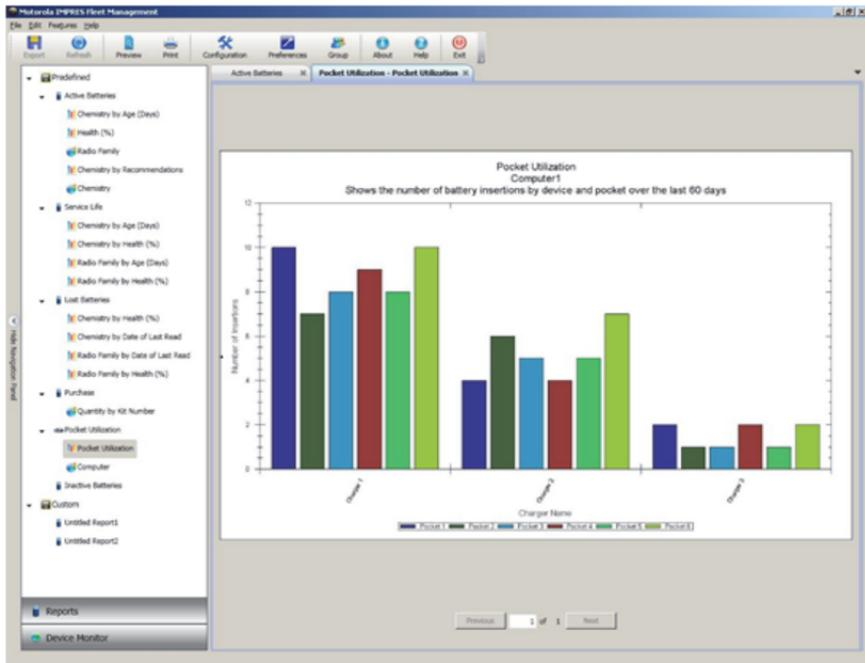 Motorola IMPRES Fleet Management
File Edit Features Help
Export Refresh Preview Print Configuration Preferences Group About Help Exit
Active Batteries Pocket Utilization - Pocket Utilization
Predefined
Active Batteries
Chemistry by Age (Days)
Health (%)
Radio Family
Chemistry by Recommendations
Chemistry
Service Life
Chemistry by Age (Days)
Chemistry by Health (%)
Radio Family by Age (Days)
Radio Family by Health (%)
Lost Batteries
Chemistry by Health (%)
Chemistry by Date of Last Read
Radio Family by Date of Last Read
Radio Family by Health (%)
Purchase
Quantity by Kit Number
Pocket Utilization
Pocket Utilization
Computer
Inactive Batteries
Custom
Untitled Report1
Untitled Report2
Hide Navigation Panel
Reports
Device Monitor
Pocket Utilization
Computer1
Shows the number of battery insertions by device and pocket over the last 60 days
Number of Insertions
12
10
8
6
4
2
0
Charger 1 Charger 2 Charger 3
Charger Name
Pocket 1 Pocket 2 Pocket 3 Pocket 4 Pocket 5 Pocket 6
Previous 1 of 1 Next